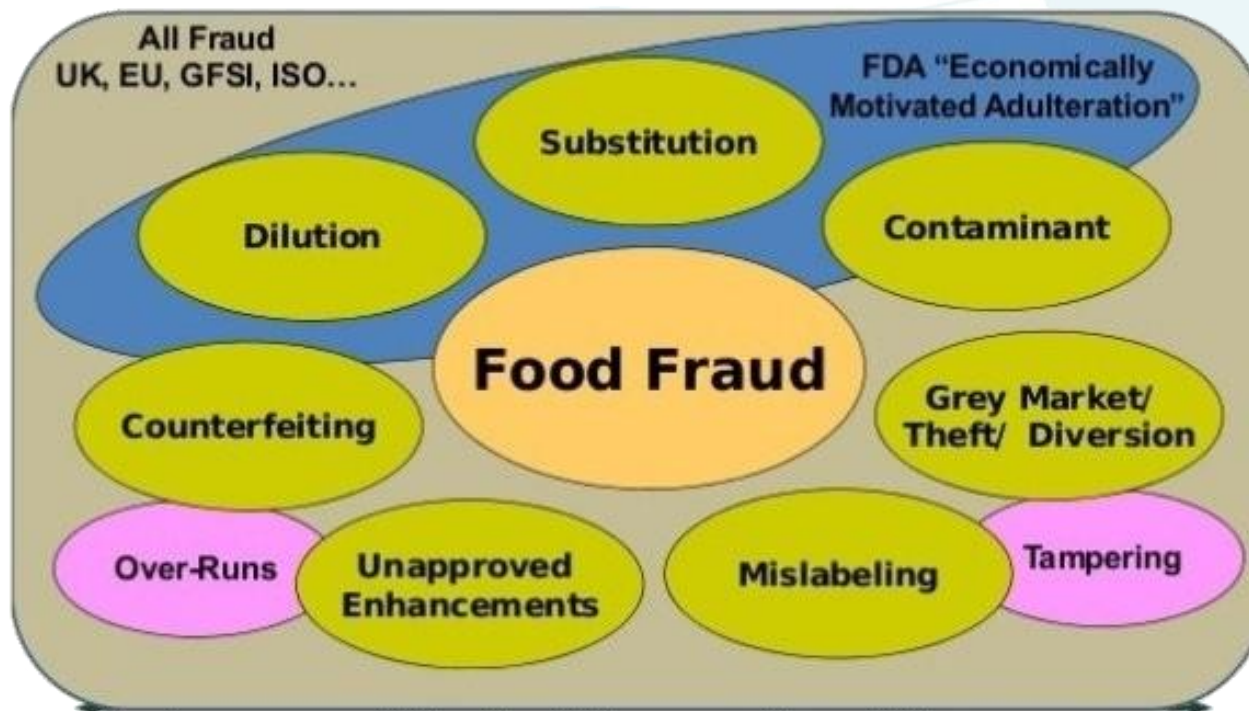 All Fraud
UK, EU, GFSI, ISO...
FDA “Economically
Motivated Adulteration”
Substitution
Dilution
Contaminant
Food Fraud
Counterfeiting
Grey Market/
Theft/ Diversion
Over-Runs
Unapproved
Enhancements
Mislabeling
Tampering